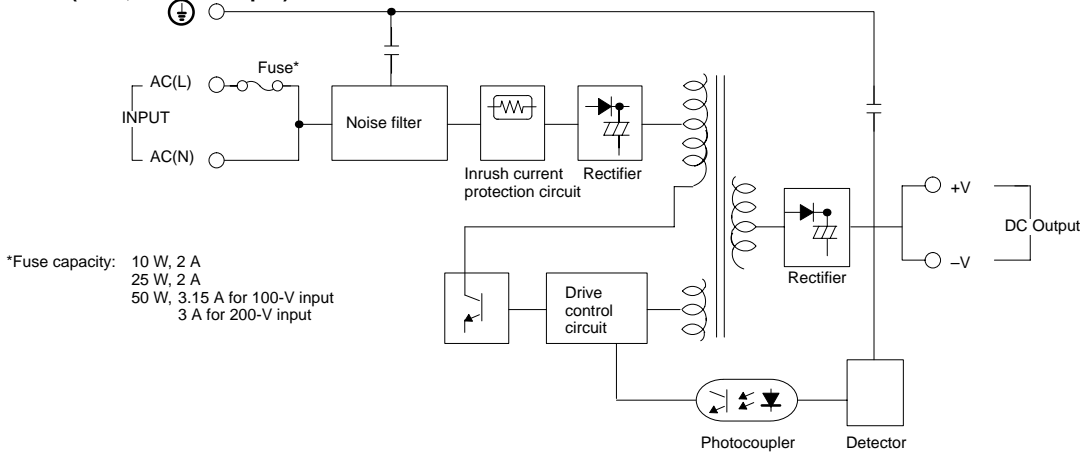 AC(L)
Fuse*
INPUT
AC(N)
Noise filter
Inrush current
protection circuit
Rectifier
+V
DC Output
–V
Rectifier
*Fuse capacity: 10 W, 2 A
25 W, 2 A
50 W, 3.15 A for 100-V input
3 A for 200-V input
Drive
control
circuit
Photocoupler
Detector